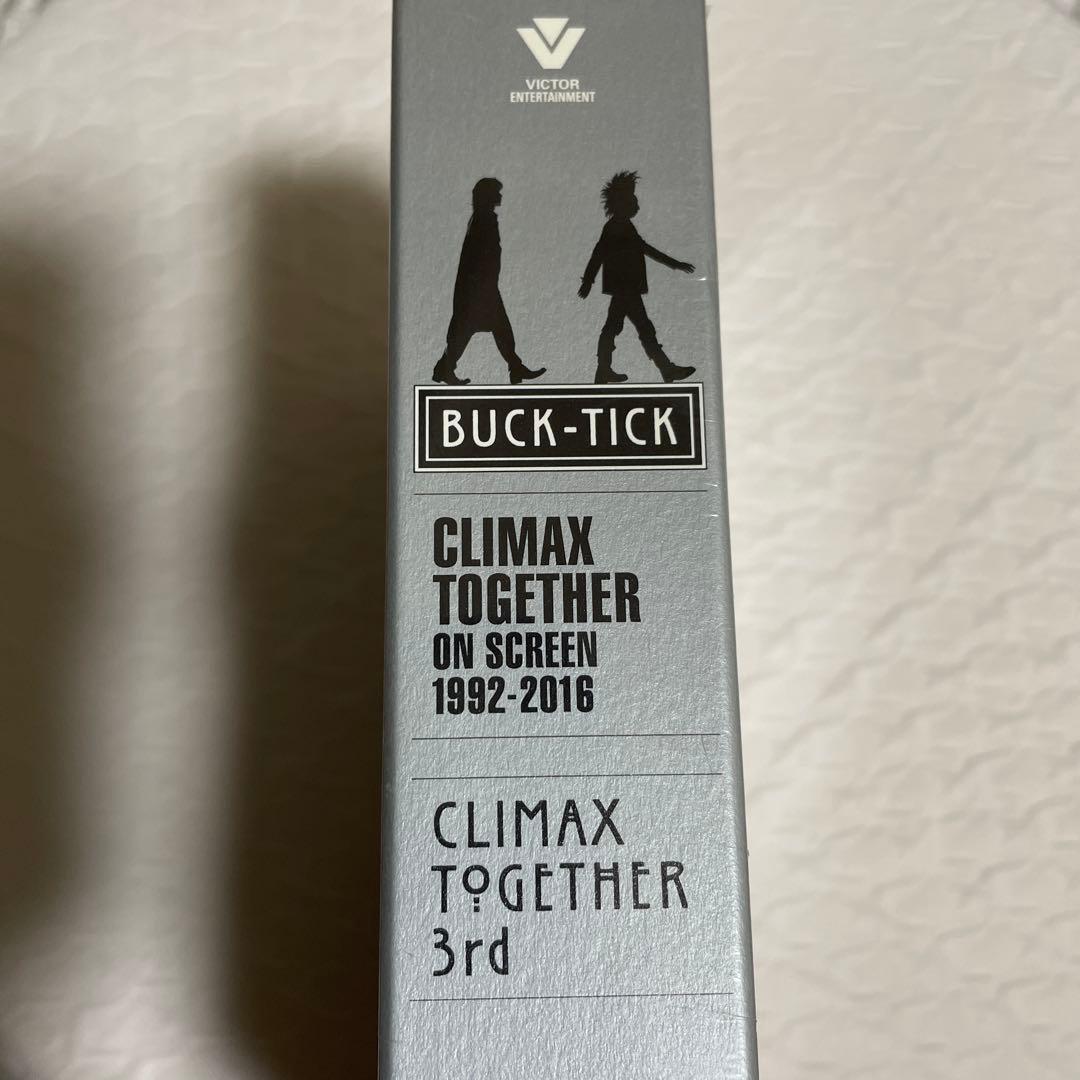 VICTOR
ENTERTAINMENT
BUCK-TICK
CLIMAX
TOGETHER
ON SCREEN
1992-2016
CLIMAX
TOGETHER
3rd